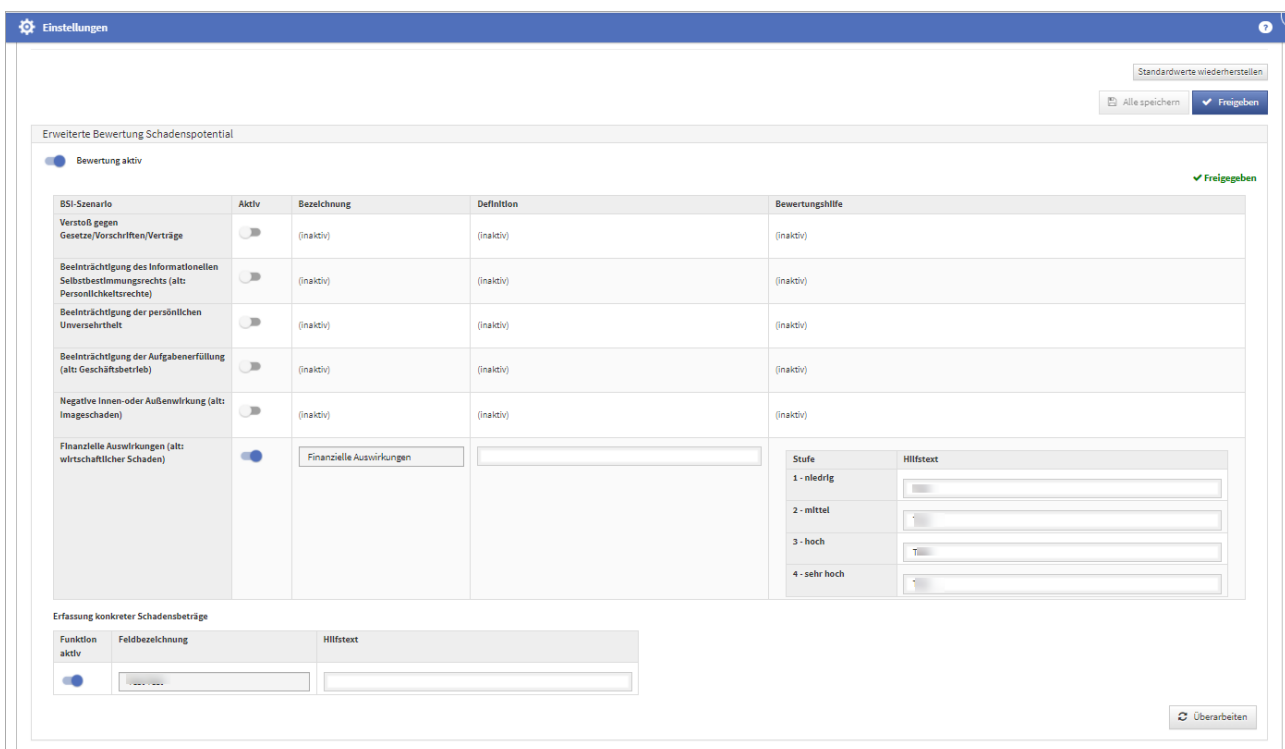 Einstellungen
Standardwerte wiederherstellen
Alle speichern
Freigeben
Erweiterte Bewertung Schadenspotential
Bewertung aktiv
Freigegeben
BSI-Szenario Aktiv Bezeichnung Definition Bewertungshilfe
Verstoß gegen
Gesetze/Vorschriften/Verträge
(inaktiv) (inaktiv) (inaktiv)
Beeinträchtigung des informationellen
Selbstbestimmungsrechts (alt:
Personlichkeitsrechte)
(inaktiv) (inaktiv) (inaktiv)
Beeinträchtigung der persönlichen
Unversehrtheit
(inaktiv) (inaktiv) (inaktiv)
Beeinträchtigung der Aufgabenerfüllung
(alt: Geschäftsbetrieb)
(inaktiv) (inaktiv) (inaktiv)
Negative Innen-oder Außenwirkung (alt:
Imageschaden)
(inaktiv) (inaktiv) (inaktiv)
Finanzielle Auswirkungen (alt:
wirtschaftlicher Schaden)
Finanzielle Auswirkungen
Stufe Hilfstext
1 - niedrig
2 - mittel
3 - hoch
4 - sehr hoch
Erfassung konkreter Schadensbeträge
Funktion
aktiv
Feldbezeichnung Hilfstext
Überarbeiten